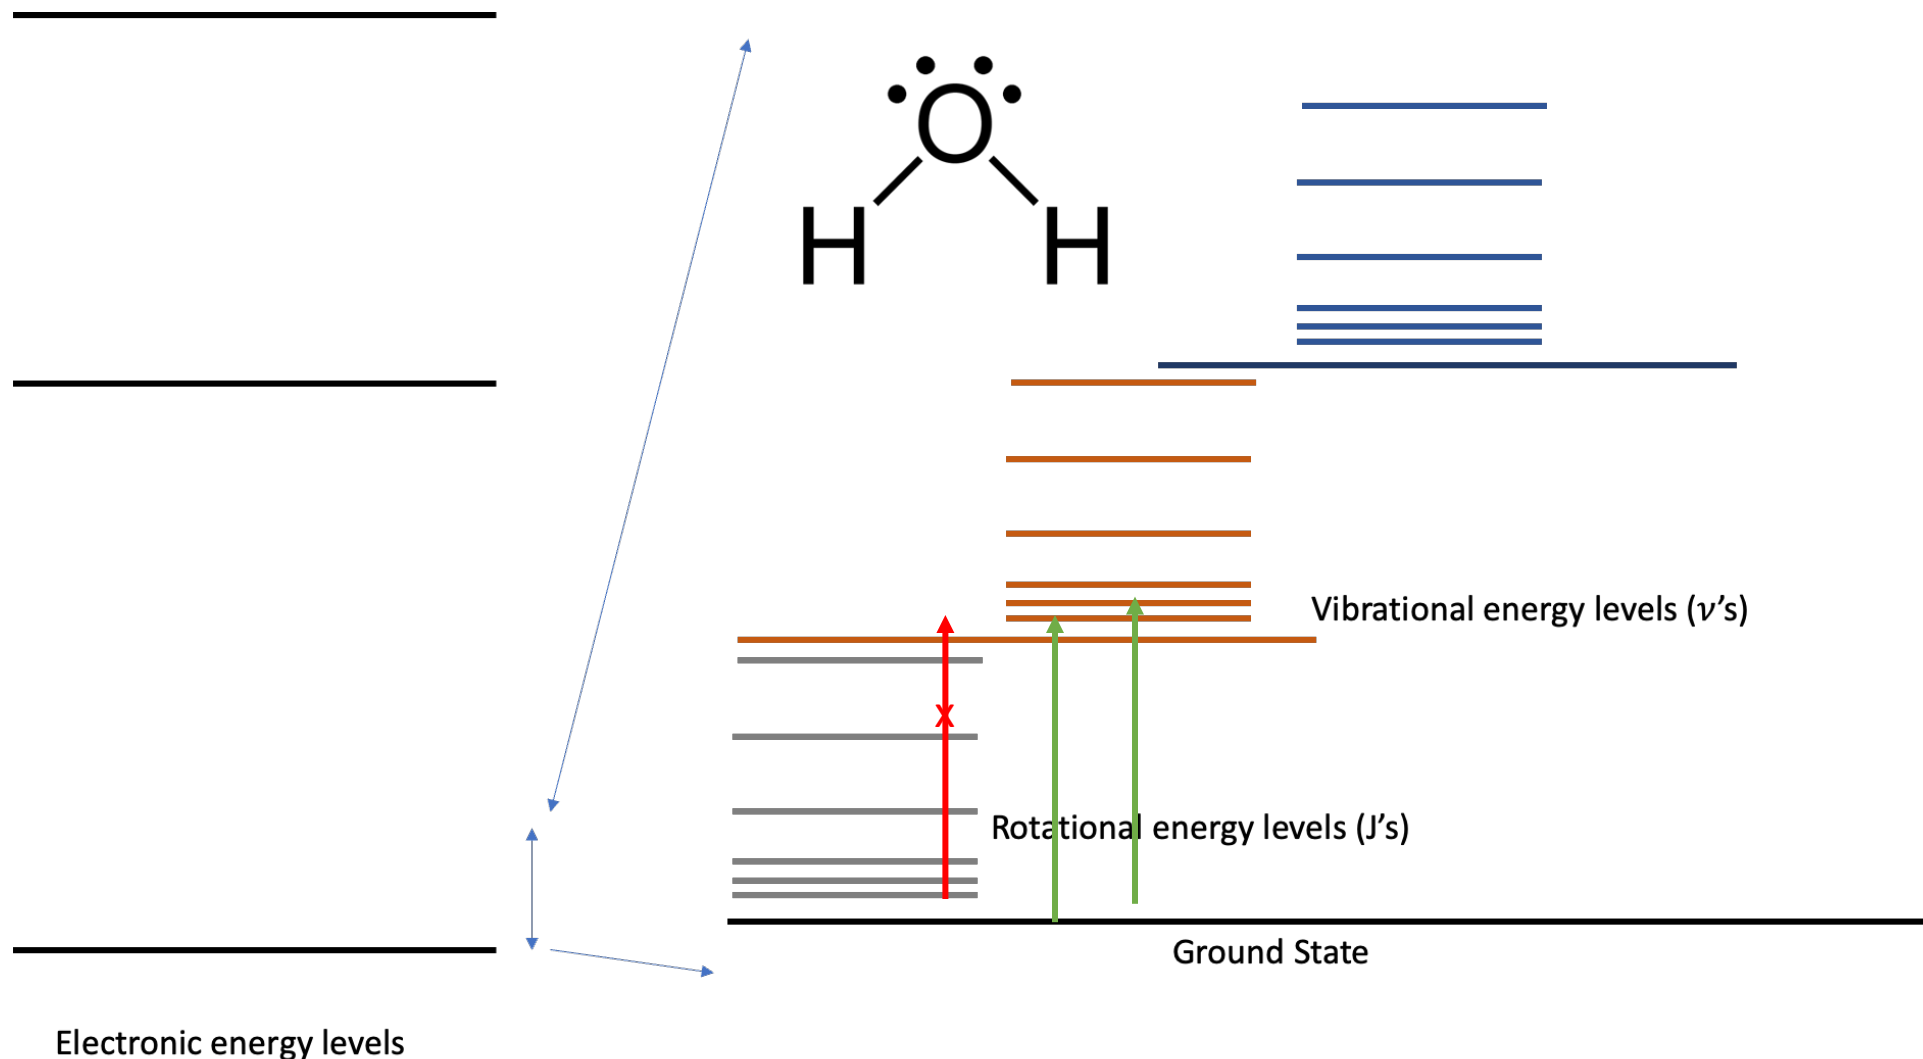 O
H H
Vibrational energy levels (ν’s)
X
Rotational energy levels (J’s)
Ground State
Electronic energy levels